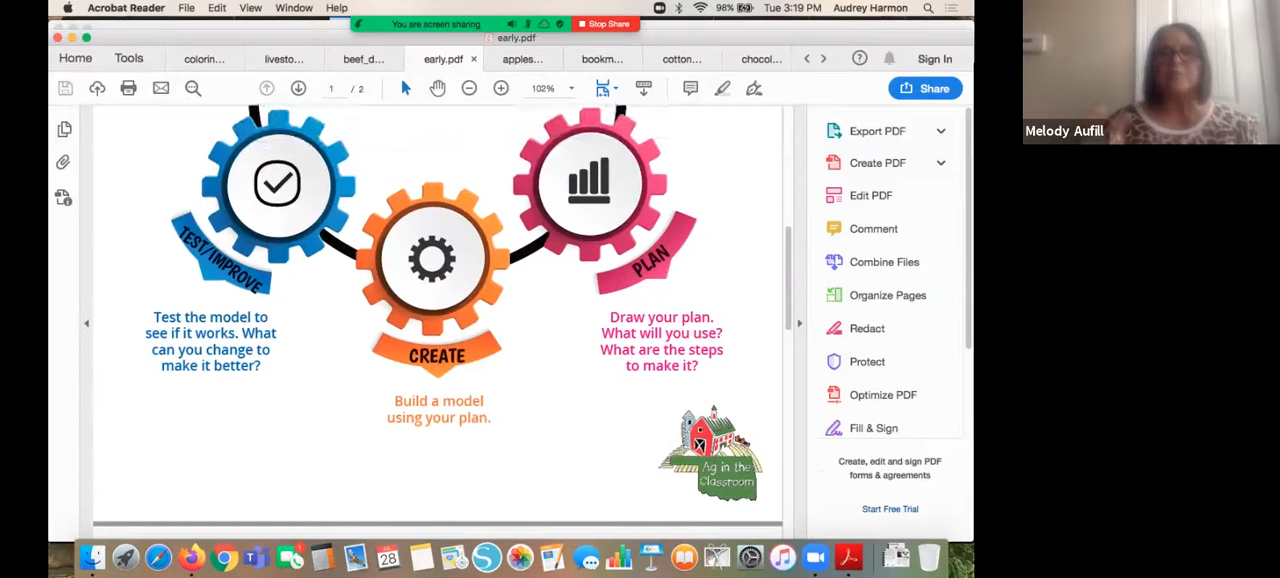 Acrobat Reader File Edit View Window Help
98% Tue 3:19 PM Audrey Harmon
You are screen sharing Stop Share
early.pdf
Home Tools colorin... livesto... beef_d... early.pdf × apples... bookm... cotton... chocol... Sign In
1 / 2 102% Share
TEST/IMPROVE
CREATE
PLAN
Test the model to
see if it works. What
can you change to
make it better?
Build a model
using your plan.
Draw your plan.
What will you use?
What are the steps
to make it?
Ag in the
Classroom
Export PDF
Create PDF
Edit PDF
Comment
Combine Files
Organize Pages
Redact
Protect
Optimize PDF
Fill & Sign
Create, edit and sign PDF
forms & agreements
Start Free Trial
28
Melody Aufill